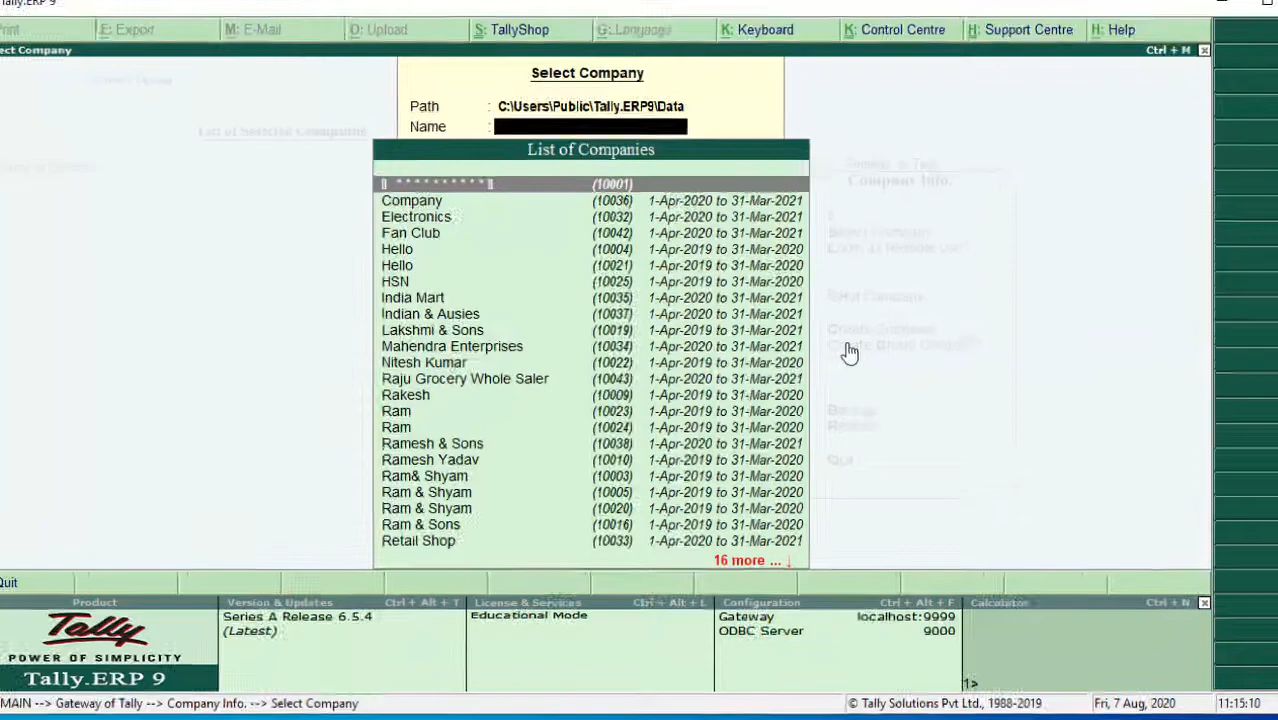 Tally.ERP 9
Print E: Export M: E-Mail O: Upload S: TallyShop G: Language K: Keyboard K: Control Centre H: Support Centre H: Help
ect Company Ctrl + M
Select Company
Path : C:\Users\Public\Tally.ERP9\Data
Name :
List of Selected Companies
List of Companies
Company Info.
********** (10001)
Company (10036) 1-Apr-2020 to 31-Mar-2021
Electronics (10032) 1-Apr-2020 to 31-Mar-2021
Fan Club (10042) 1-Apr-2020 to 31-Mar-2021
Hello (10004) 1-Apr-2019 to 31-Mar-2020
Hello (10021) 1-Apr-2019 to 31-Mar-2020
HSN (10025) 1-Apr-2019 to 31-Mar-2020
India Mart (10035) 1-Apr-2020 to 31-Mar-2021
Indian & Ausies (10037) 1-Apr-2020 to 31-Mar-2021
Lakshmi & Sons (10019) 1-Apr-2020 to 31-Mar-2021
Mahendra Enterprises (10034) 1-Apr-2020 to 31-Mar-2021
Nitesh Kumar (10022) 1-Apr-2019 to 31-Mar-2020
Raju Grocery Whole Saler (10043) 1-Apr-2020 to 31-Mar-2021
Rakesh (10009) 1-Apr-2019 to 31-Mar-2020
Ram (10023) 1-Apr-2019 to 31-Mar-2020
Ram (10024) 1-Apr-2019 to 31-Mar-2020
Ramesh & Sons (10038) 1-Apr-2020 to 31-Mar-2021
Ramesh Yadav (10010) 1-Apr-2019 to 31-Mar-2020
Ram& Shyam (10003) 1-Apr-2019 to 31-Mar-2020
Ram & Shyam (10005) 1-Apr-2019 to 31-Mar-2020
Ram & Shyam (10020) 1-Apr-2019 to 31-Mar-2020
Ram & Sons (10016) 1-Apr-2019 to 31-Mar-2020
Retail Shop (10033) 1-Apr-2020 to 31-Mar-2021
16 more ... ↓
Quit
Product Version & Updates Ctrl + Alt + T License & Services Ctrl + Alt + L Configuration Ctrl + Alt + F Calculator Ctrl + N
Series A Release 6.5.4 Educational Mode Gateway localhost:9999
(Latest) ODBC Server 9000
Tally
POWER OF SIMPLICITY
Tally.ERP 9
1>
MAIN --> Gateway of Tally --> Company Info. --> Select Company © Tally Solutions Pvt Ltd., 1988-2019 Fri, 7 Aug, 2020 11:15:10